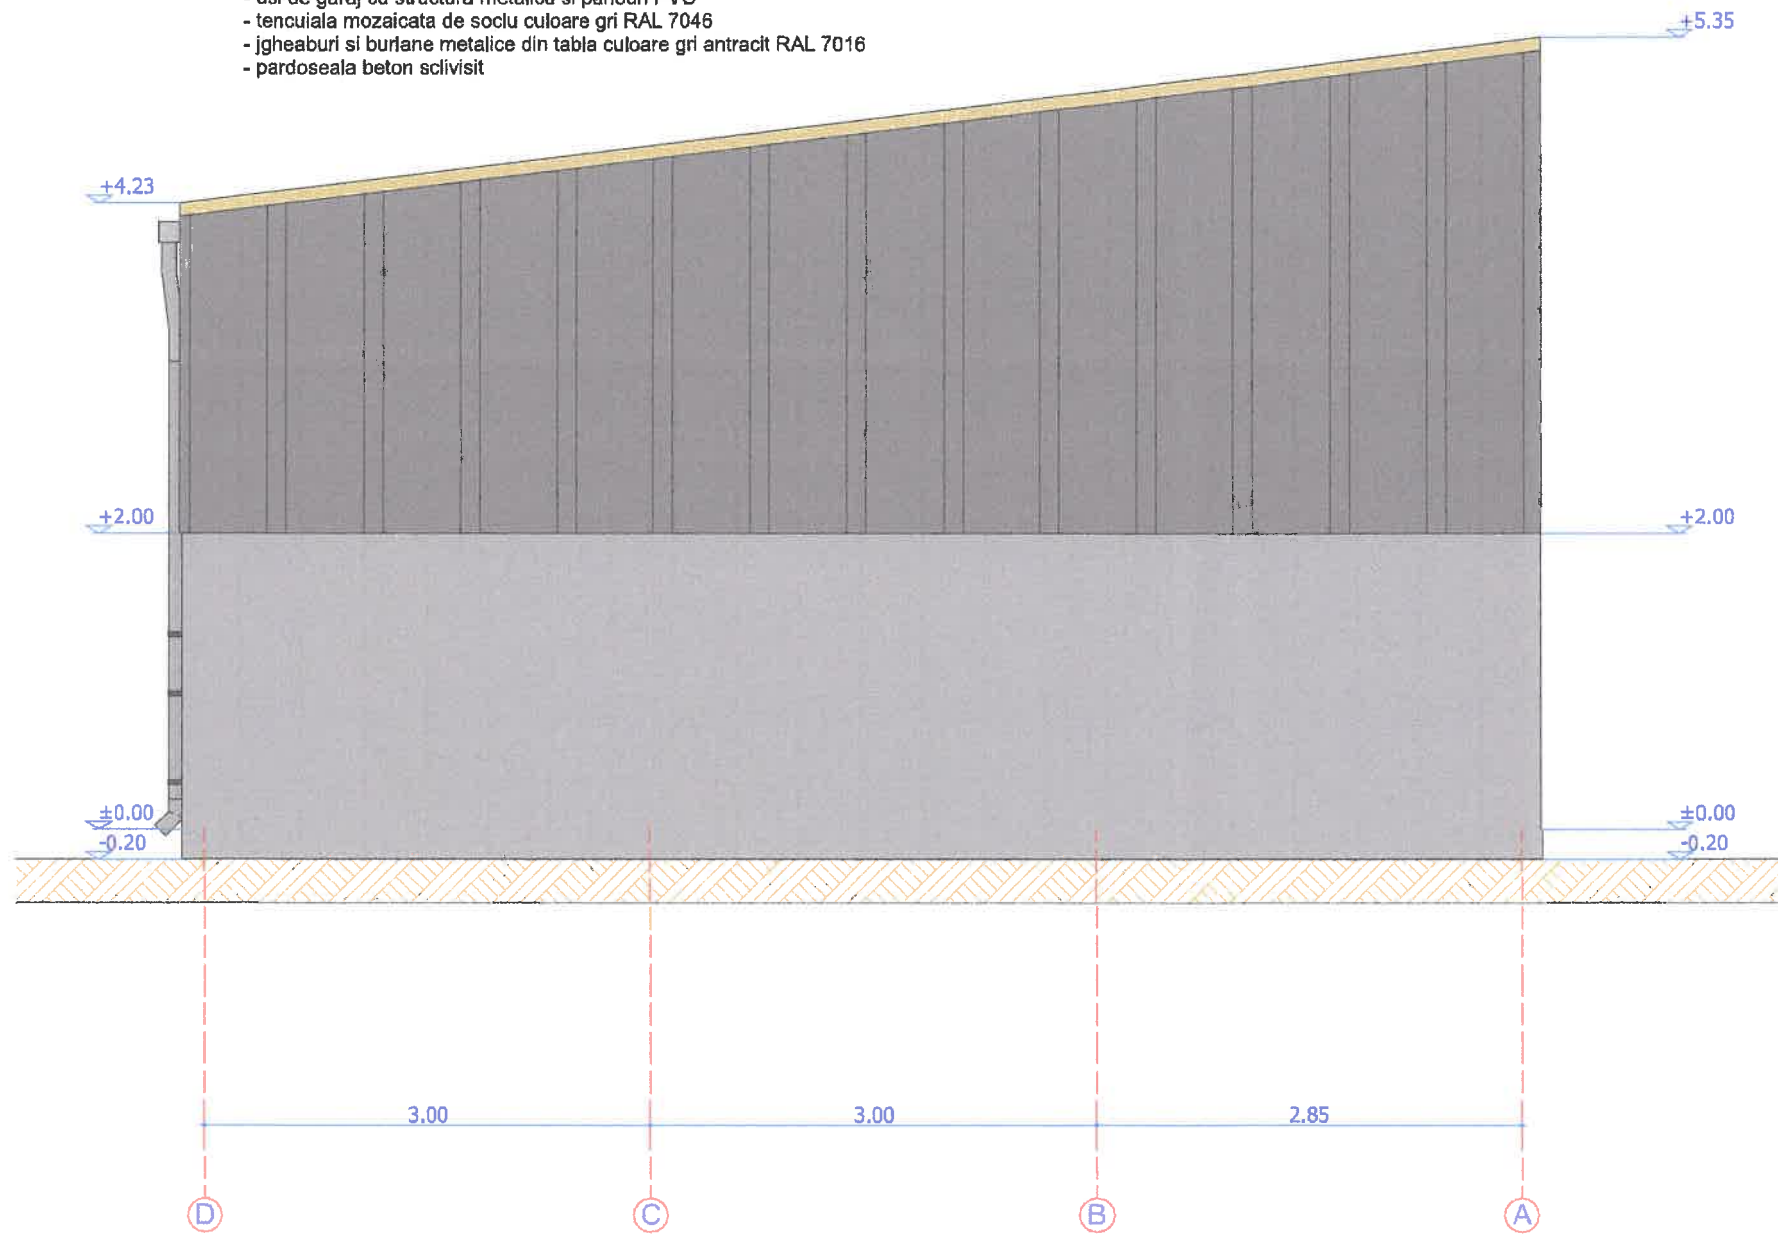 - tencuiala mozaicata de soclu culoare gri RAL 7046
- jgheaburi si burlane metalice din tabla culoare gri antracit RAL 7016
- pardoseala beton sclivisit
+5.35
+4.23
+2.00
+2.00
±0.00
-0.20
±0.00
-0.20
3.00
3.00
2.85
D
C
B
A